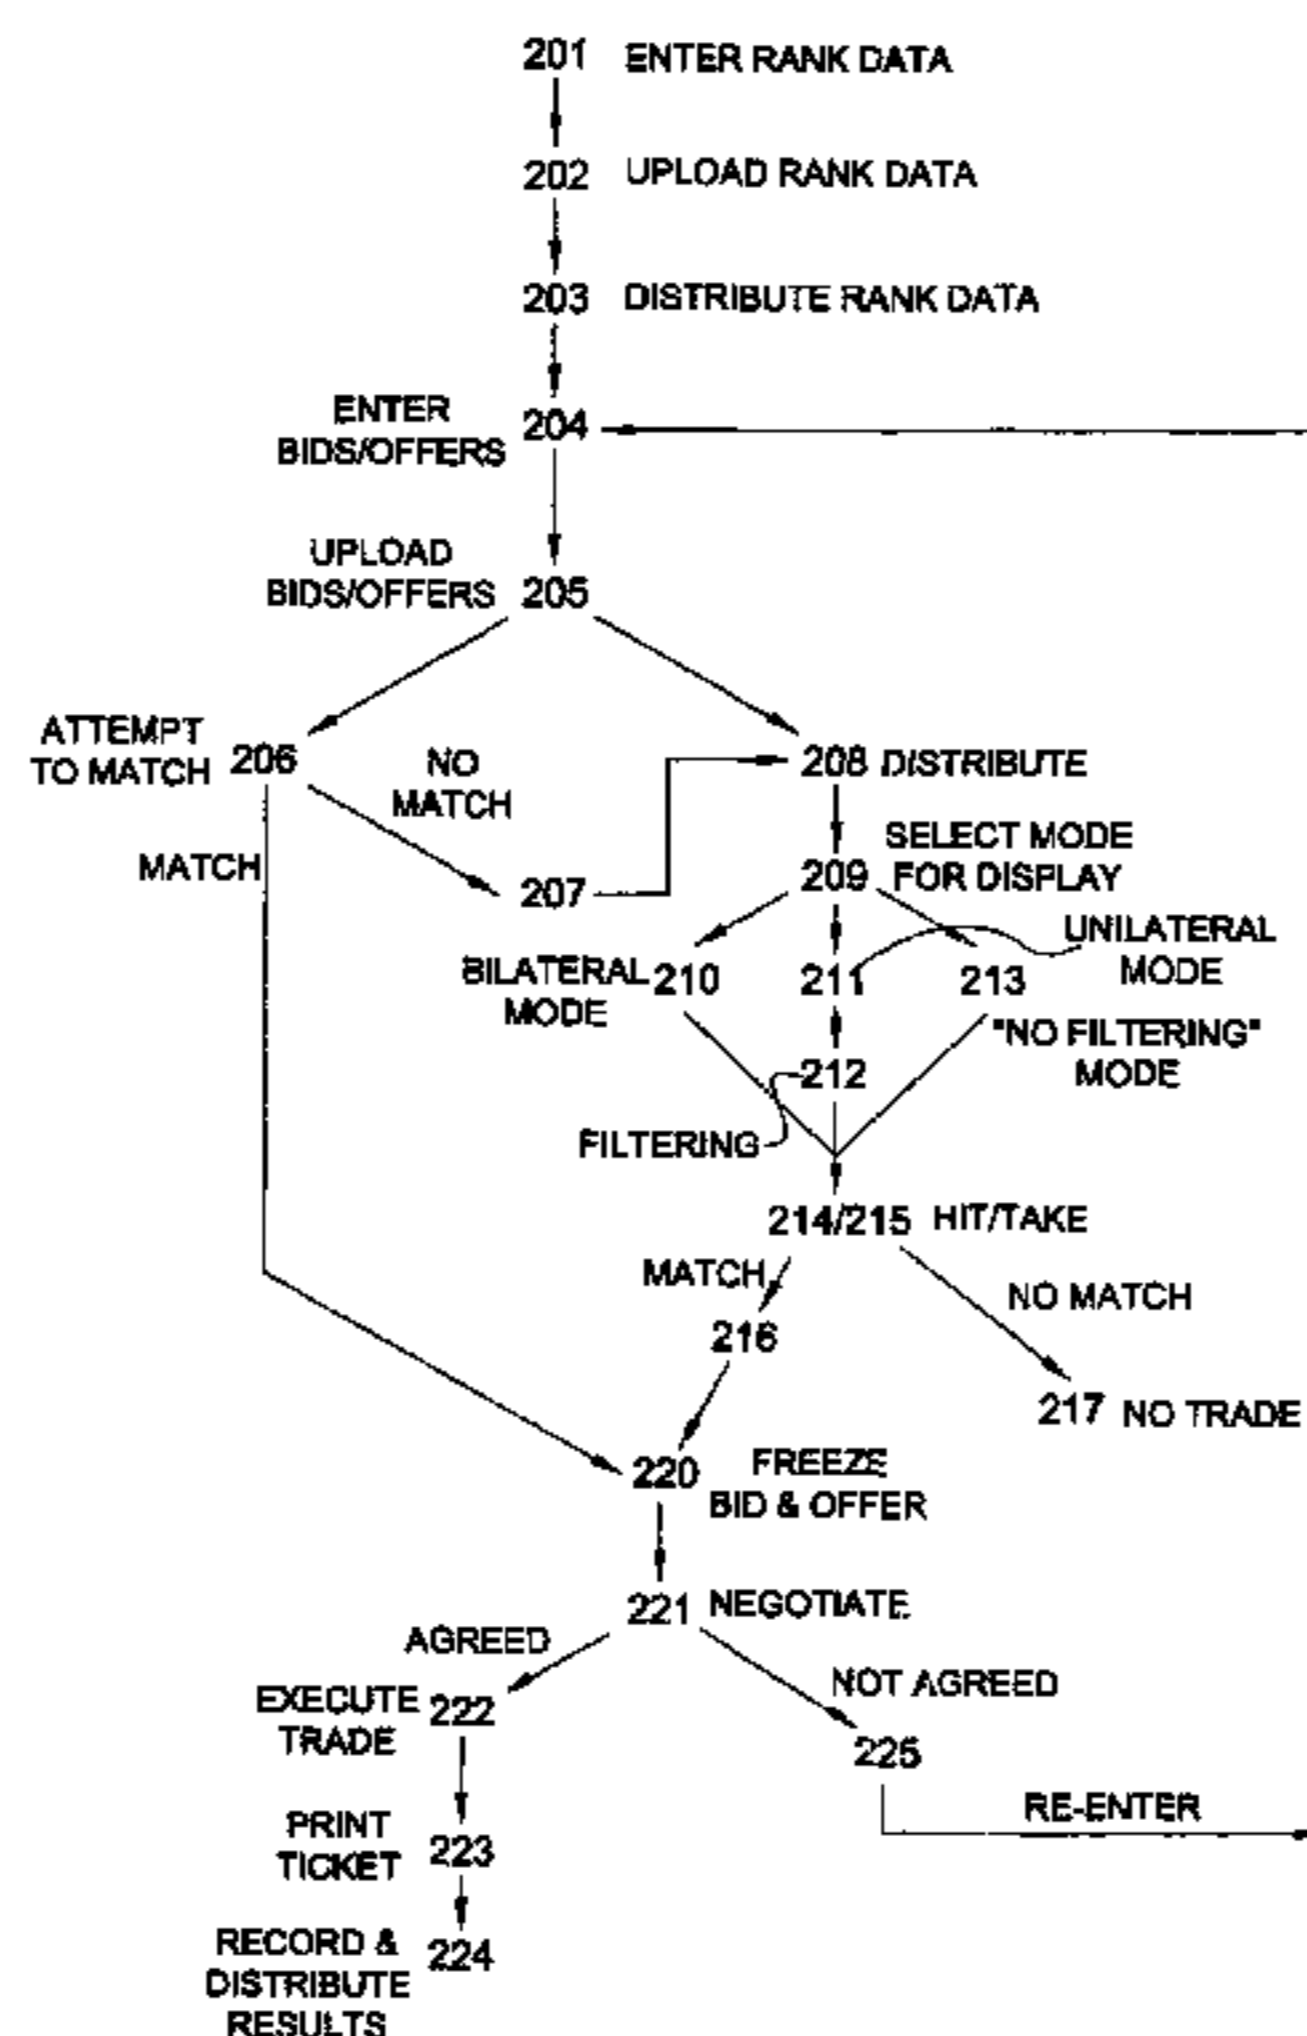 201 ENTER RANK DATA
202 UPLOAD RANK DATA
203 DISTRIBUTE RANK DATA
ENTER
BIDS/OFFERS
204
UPLOAD
BIDS/OFFERS
205
ATTEMPT
TO MATCH
206
NO
MATCH
208 DISTRIBUTE
MATCH
207
SELECT MODE
FOR DISPLAY
209
UNILATERAL
MODE
BILATERAL
MODE
210
211
213
"NO FILTERING"
MODE
212
FILTERING
214/215 HIT/TAKE
MATCH
NO MATCH
216
217 NO TRADE
220
FREEZE
BID & OFFER
221 NEGOTIATE
AGREED
NOT AGREED
EXECUTE
TRADE
222
225
RE-ENTER
PRINT
TICKET
223
RECORD &
DISTRIBUTE
RESULTS
224